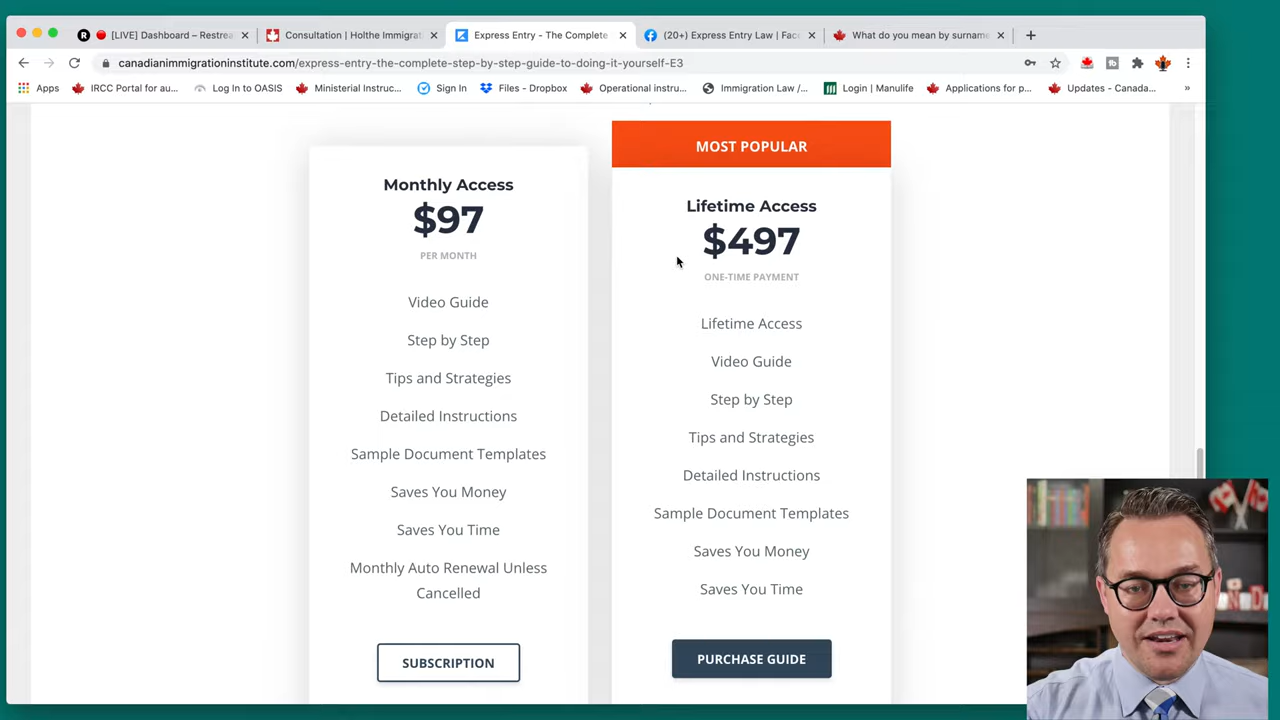 [LIVE] Dashboard – Restrea
Consultation | Holthe Immigrat
Express Entry - The Complete
(20+) Express Entry Law | Face
What do you mean by surname
canadianimmigrationinstitute.com/express-entry-the-complete-step-by-step-guide-to-doing-it-yourself-E3
Apps
IRCC Portal for au...
Log In to OASIS
Ministerial Instruc...
Sign In
Files - Dropbox
Operational instru...
Immigration Law /...
Login | Manulife
Applications for p...
Updates - Canada...
»
MOST POPULAR
Monthly Access
$97
PER MONTH
Video Guide
Step by Step
Tips and Strategies
Detailed Instructions
Sample Document Templates
Saves You Money
Saves You Time
Monthly Auto Renewal Unless
Cancelled
SUBSCRIPTION
Lifetime Access
$497
ONE-TIME PAYMENT
Lifetime Access
Video Guide
Step by Step
Tips and Strategies
Detailed Instructions
Sample Document Templates
Saves You Money
Saves You Time
PURCHASE GUIDE